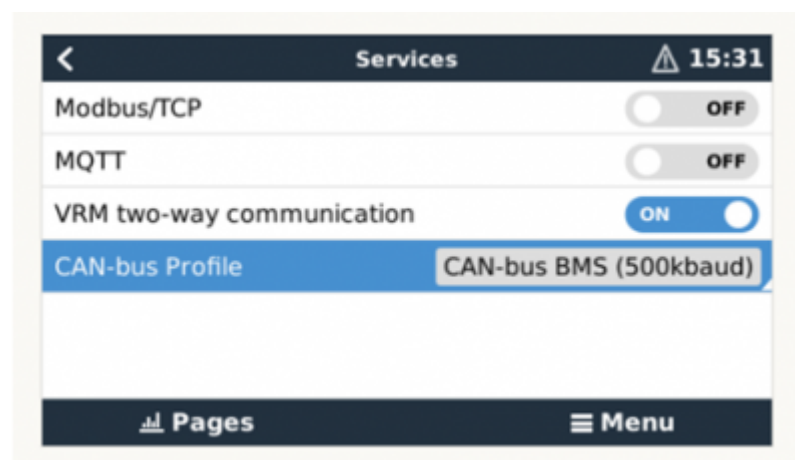 Services 15:31
Modbus/TCP OFF
MQTT OFF
VRM two-way communication ON
CAN-bus Profile CAN-bus BMS (500kbaud)
Pages Menu